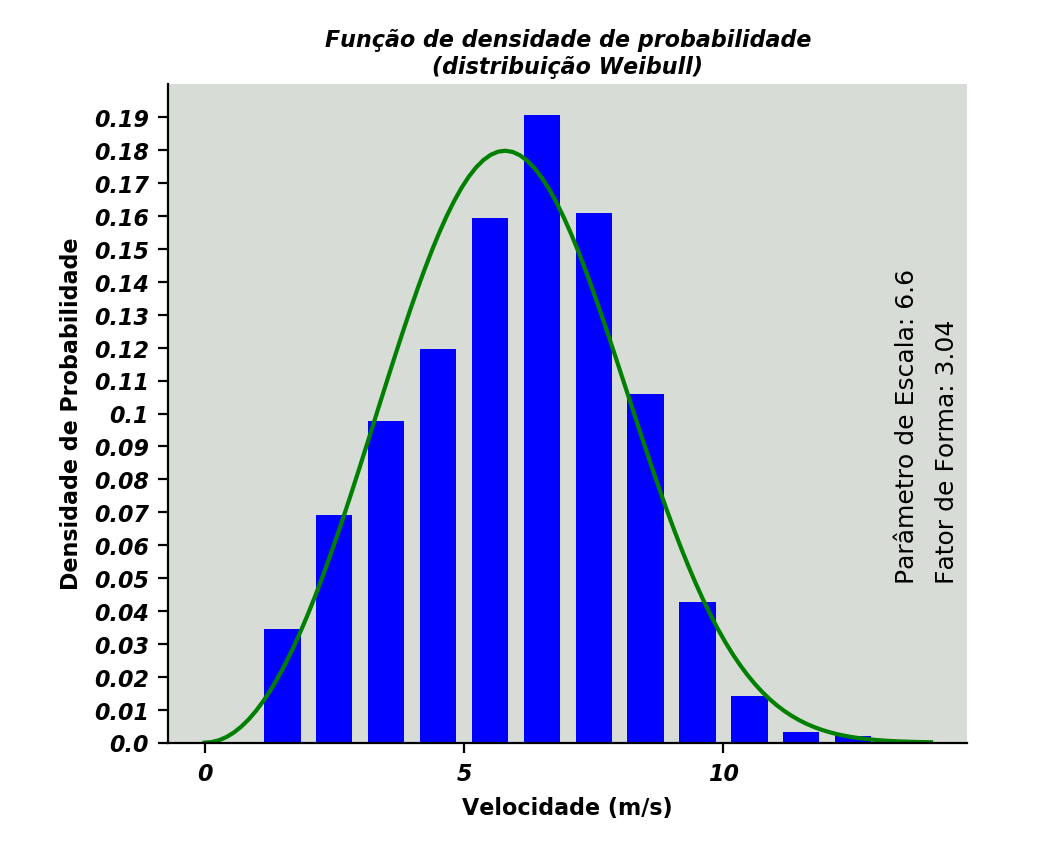 Função de densidade de probabilidade
(distribuição Weibull)
Densidade de Probabilidade
0.19
0.18
0.17
0.16
0.15
0.14
0.13
0.12
0.11
0.1
0.09
0.08
0.07
0.06
0.05
0.04
0.03
0.02
0.01
0.0
0 5 10
Velocidade (m/s)
Parâmetro de Escala: 6.6
Fator de Forma: 3.04